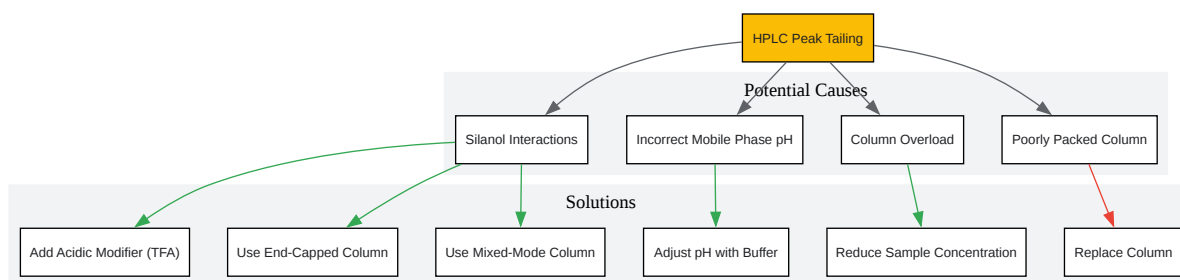 HPLC Peak Tailing
Potential Causes
Silanol Interactions
Incorrect Mobile Phase pH
Column Overload
Poorly Packed Column
Solutions
Add Acidic Modifier (TFA)
Use End-Capped Column
Use Mixed-Mode Column
Adjust pH with Buffer
Reduce Sample Concentration
Replace Column